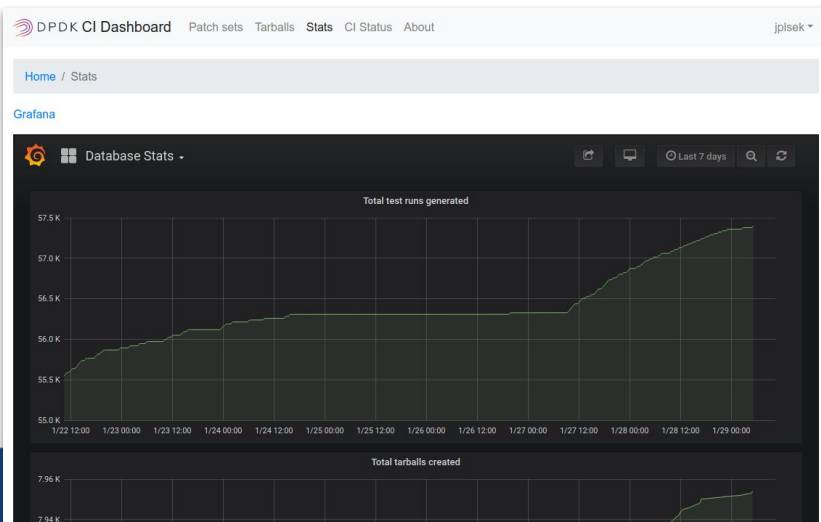 DPDK CI Dashboard Patch sets Tarballs Stats CI Status About jplsek
Home / Stats
Grafana
Database Stats Last 7 days
Total test runs generated
57.5 K
57.0 K
56.5 K
56.0 K
55.5 K
55.0 K
1/22 12:00 1/23 00:00 1/23 12:00 1/24 00:00 1/24 12:00 1/25 00:00 1/25 12:00 1/26 00:00 1/26 12:00 1/27 00:00 1/27 12:00 1/28 00:00 1/28 12:00 1/29 00:00
Total tarballs created
7.96 K
7.94 K